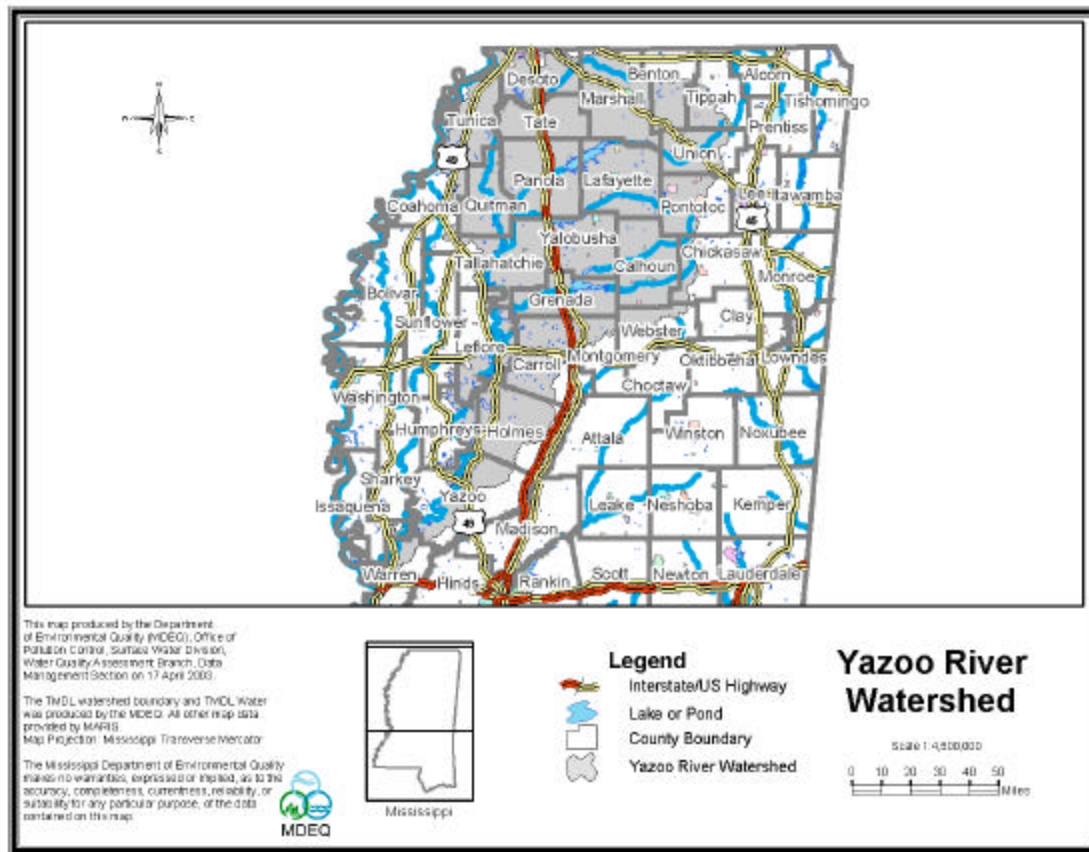 N
Desoto
Benton
Alcorn
Marshall
Tippah
Tishomingo
Tunica
Tate
Prentiss
49
Union
Panola
Lafayette
Lee
Itawamba
Coahoma
Quitman
Pontotoc
45
Yalobusha
Chickasaw
Tallahatchie
Calhoun
Monroe
Bolivar
Grenada
Sunflower
Webster
Clay
Leflore
Carroll
Montgomery
Oktibbeha
Lowndes
Choctaw
Washington
Humphreys
Holmes
Attala
Winston
Noxubee
Sharkey
Yazoo
Issaquena
Leake
Neshoba
Kemper
49
Madison
Warren
Hinds
Rankin
Scott
Newton
Lauderdale
This map produced by the Department
of Environmental Quality (MDEQ), Office of
Pollution Control, Surface Water Division,
Water Quality Assessment Branch, Data
Management Section on 17 April 2003.
The TMDL watershed boundary and TMDL Water
was produced by the MDEQ. All other map data
provided by MARIS.
Map Projection: Mississippi Transverse Mercator
The Mississippi Department of Environmental Quality
makes no warranties, expressed or implied, as to the
accuracy, completeness, currentness, reliability, or
suitability for any particular purpose, of the data
contained on this map.
MDEQ
Mississippi
Legend
Interstate/US Highway
Lake or Pond
County Boundary
Yazoo River Watershed
Yazoo River
Watershed
Scale 1:4,500,000
0 10 20 30 40 50
Miles